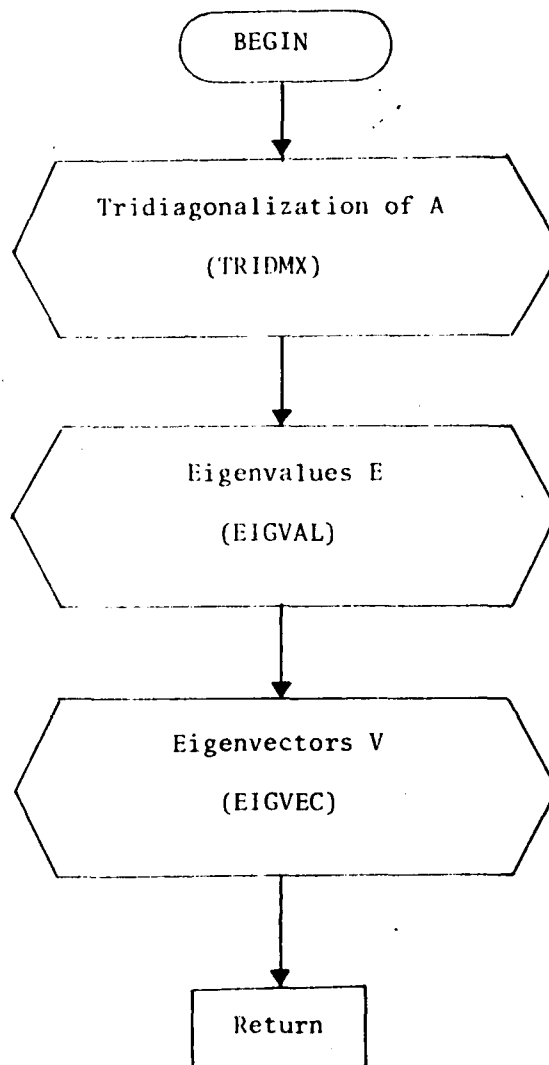 BEGIN
Tridiagonalization of A
(TRIDMX)
Eigenvalues E
(EIGVAL)
Eigenvectors V
(EIGVEC)
Return